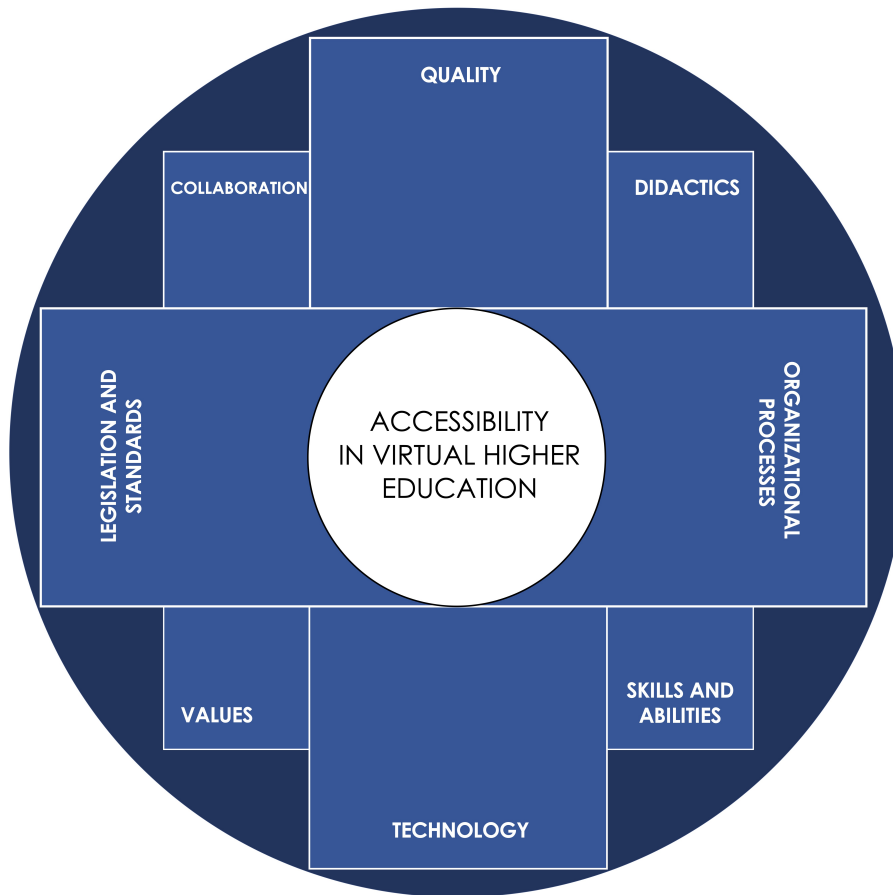 QUALITY
COLLABORATION
DIDACTICS
LEGISLATION AND
STANDARDS
ACCESSIBILITY
IN VIRTUAL HIGHER
EDUCATION
ORGANIZATIONAL
PROCESSES
VALUES
SKILLS AND
ABILITIES
TECHNOLOGY